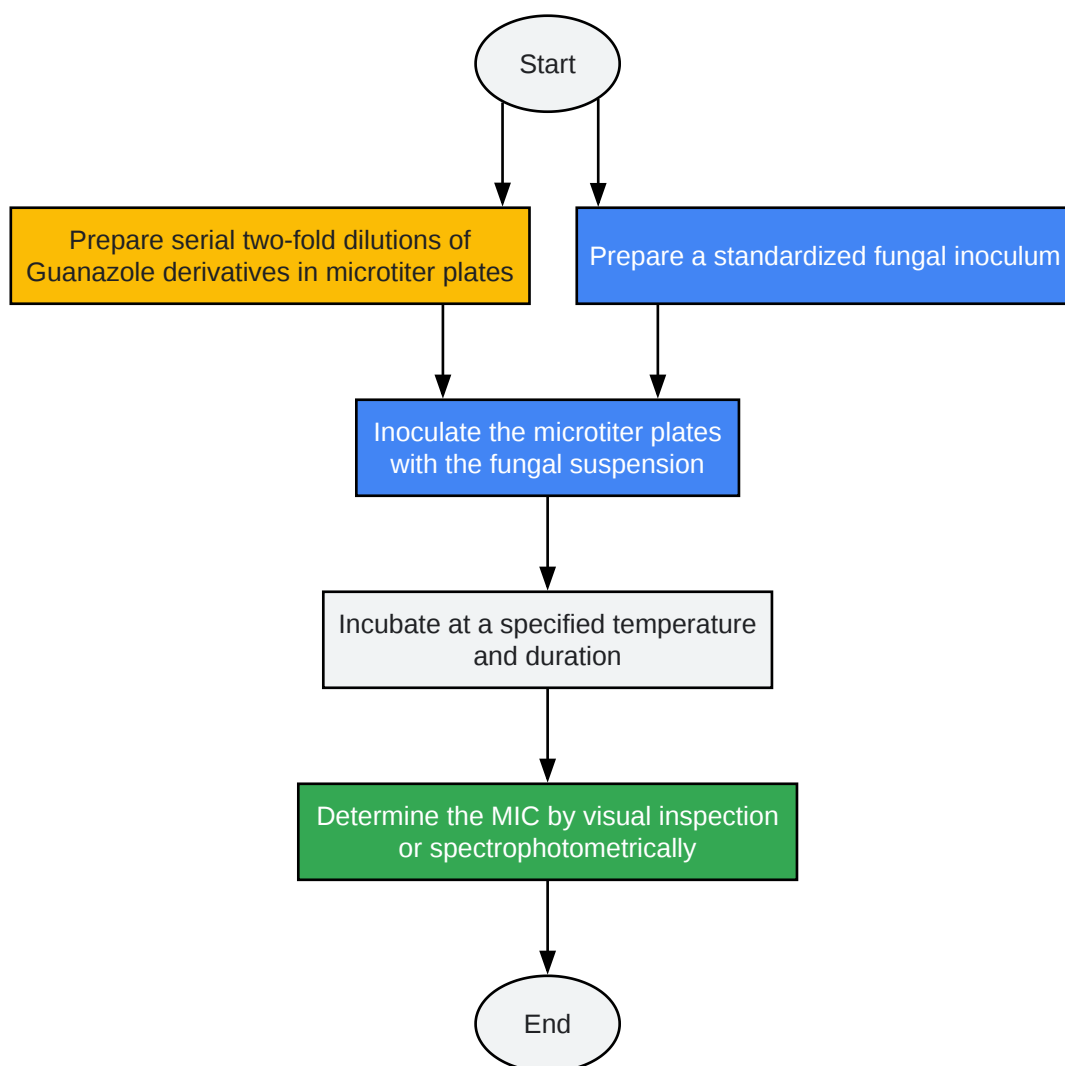 Start
Prepare serial two-fold dilutions of
Guanazole derivatives in microtiter plates
Prepare a standardized fungal inoculum
Inoculate the microtiter plates
with the fungal suspension
Incubate at a specified temperature
and duration
Determine the MIC by visual inspection
or spectrophotometrically
End